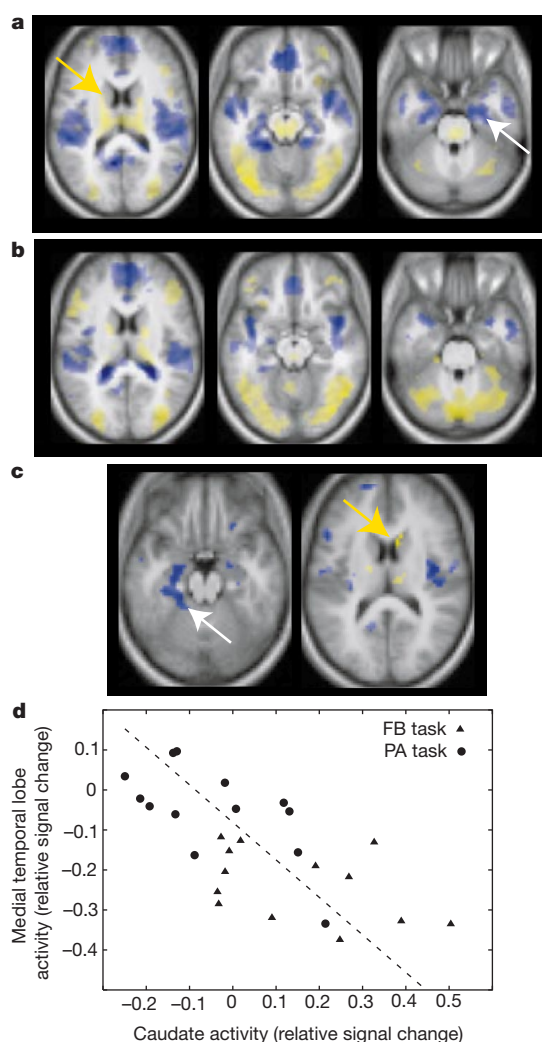 a
b
c
d
FB task
PA task
0.1
0
−0.1
−0.2
−0.3
−0.4
Medial temporal lobe
activity (relative signal change)
−0.2
−0.1
0
0.1
0.2
0.3
0.4
0.5
Caudate activity (relative signal change)